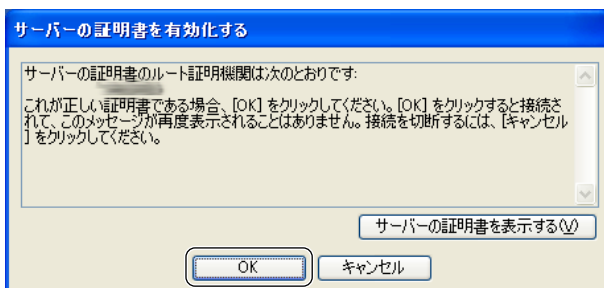 サーバーの証明書を有効化する
サーバーの証明書のルート証明機関は次のとおりです:
これが正しい証明書である場合、[OK] をクリックしてください。[OK] をクリックすると接続さ
れて、このメッセージが再度表示されることはありません。接続を切断するには、[キャンセル
] をクリックしてください。
サーバーの証明書を表示する(V)
OK
キャンセル